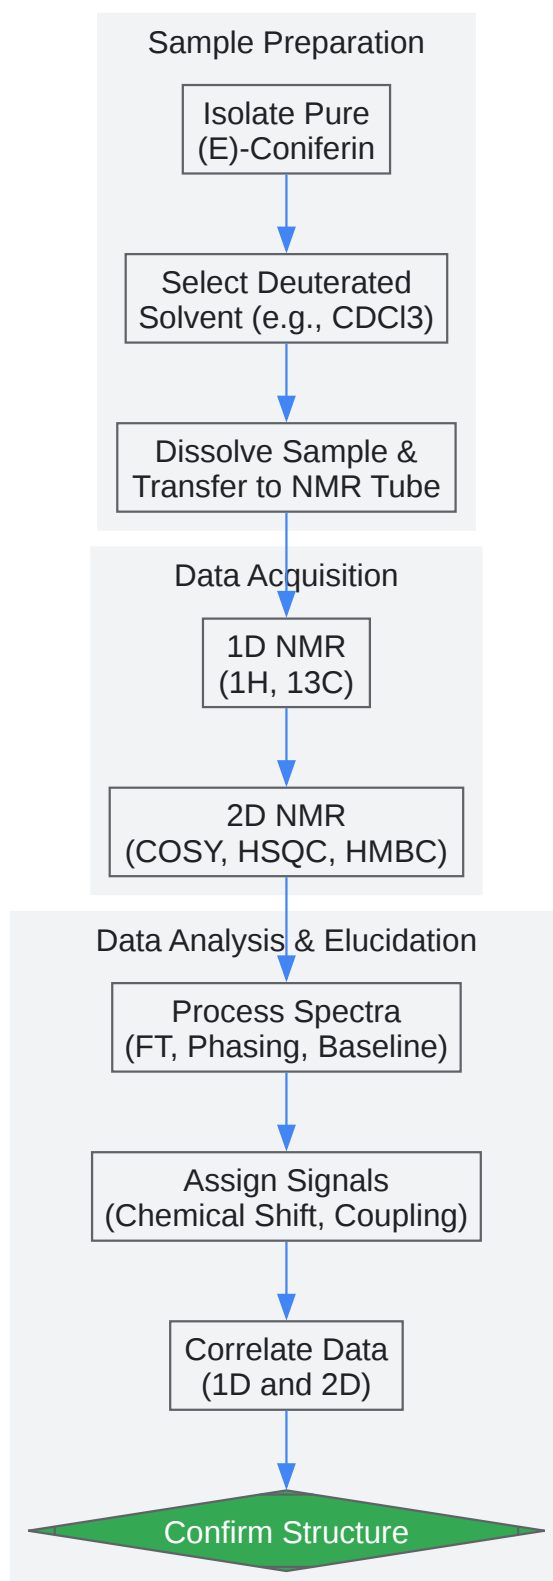 Sample Preparation
Isolate Pure
(E)-Coniferin
Select Deuterated
Solvent (e.g., CDCl3)
Dissolve Sample &
Transfer to NMR Tube
Data Acquisition
1D NMR
(1H, 13C)
2D NMR
(COSY, HSQC, HMBC)
Data Analysis & Elucidation
Process Spectra
(FT, Phasing, Baseline)
Assign Signals
(Chemical Shift, Coupling)
Correlate Data
(1D and 2D)
Confirm Structure